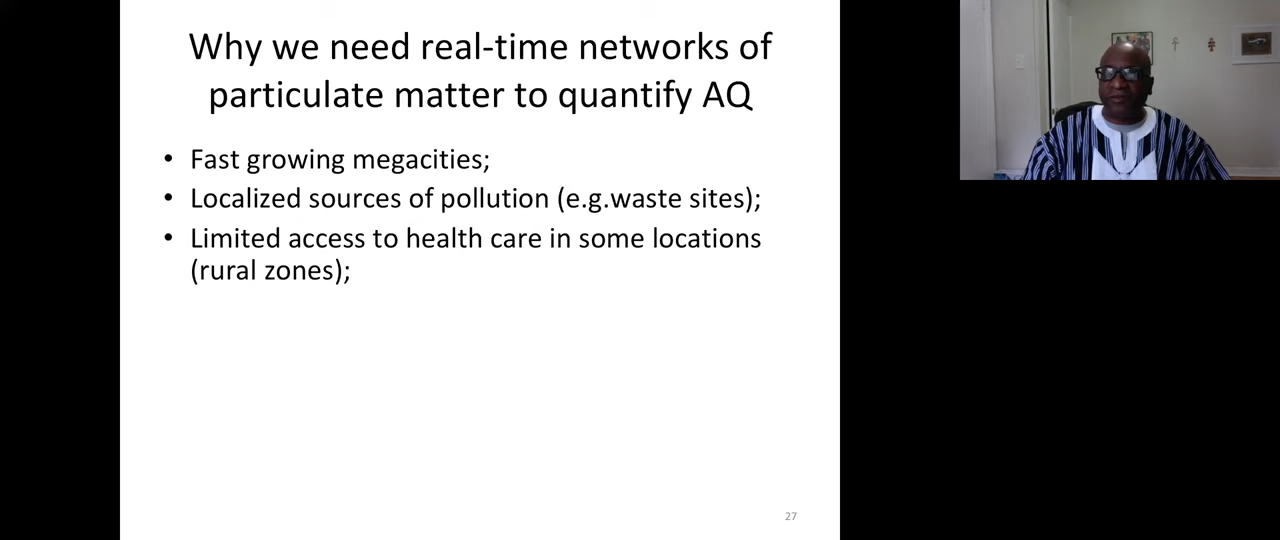 Why we need real-time networks of
particulate matter to quantify AQ
• Fast growing megacities;
• Localized sources of pollution (e.g.waste sites);
• Limited access to health care in some locations
(rural zones);
27